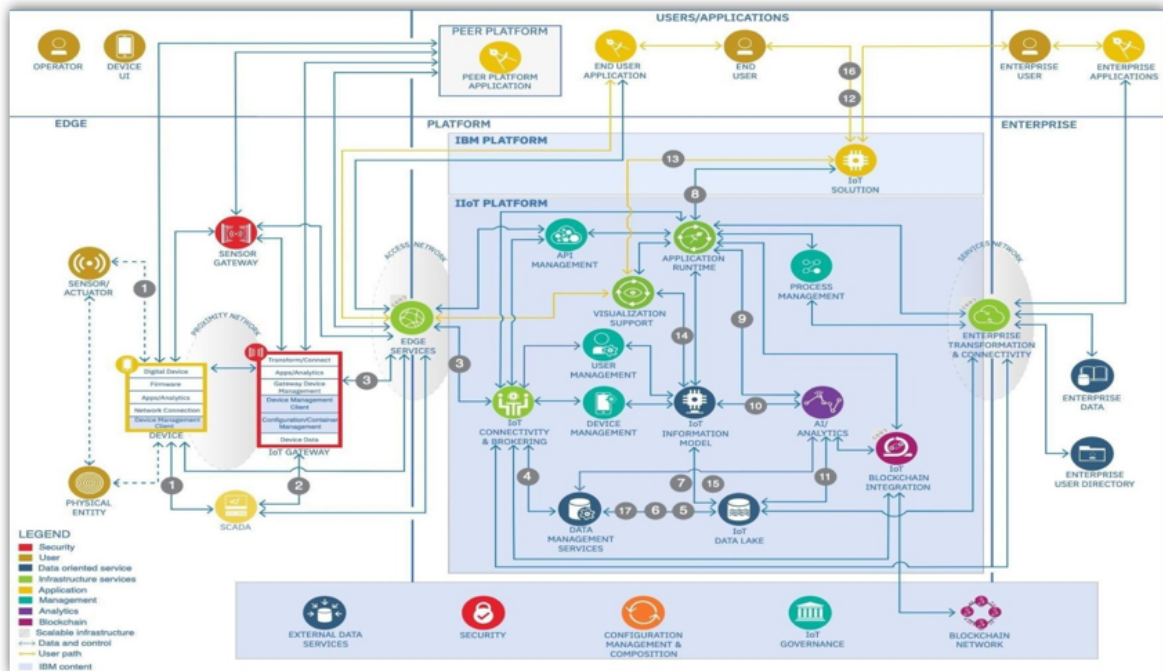 USERS/APPLICATIONS
PEER PLATFORM
OPERATOR
DEVICE
UI
PEER PLATFORM
APPLICATION
END USER
APPLICATION
END
USER
ENTERPRISE
USER
ENTERPRISE
APPLICATIONS
16
12
EDGE
PLATFORM
ENTERPRISE
IBM PLATFORM
13
IoT
SOLUTION
8
IIoT PLATFORM
SENSOR
GATEWAY
ACCESS NETWORK
API
MANAGEMENT
APPLICATION
RUNTIME
SERVICES NETWORK
SENSOR/
ACTUATOR
1
PROCESS
MANAGEMENT
PROXIMITY NETWORK
VISUALIZATION
SUPPORT
9
EDGE
SERVICES
ENTERPRISE
TRANSFORMATION
& CONNECTIVITY
14
3
3
USER
MANAGEMENT
Digital Device
Firmware
Apps/Analytics
Network Connection
Device Management
Client
DEVICE
Transform/Connect
Apps/Analytics
Gateway Device
Management
Device Management
Client
Configuration/Container
Management
Device Data
IoT GATEWAY
IoT
CONNECTIVITY
& BROKERING
DEVICE
MANAGEMENT
IoT
INFORMATION
MODEL
10
AI/
ANALYTICS
ENTERPRISE
DATA
IoT
BLOCKCHAIN
INTEGRATION
ENTERPRISE
USER DIRECTORY
1
2
4
7
15
11
PHYSICAL
ENTITY
SCADA
DATA
MANAGEMENT
SERVICES
17
6
5
IoT
DATA LAKE
LEGEND
Security
User
Data oriented service
Infrastructure services
Application
Management
Analytics
Blockchain
Scalable infrastructure
Data and control
User path
IBM content
EXTERNAL DATA
SERVICES
SECURITY
CONFIGURATION
MANAGEMENT &
COMPOSITION
IoT
GOVERNANCE
BLOCKCHAIN
NETWORK